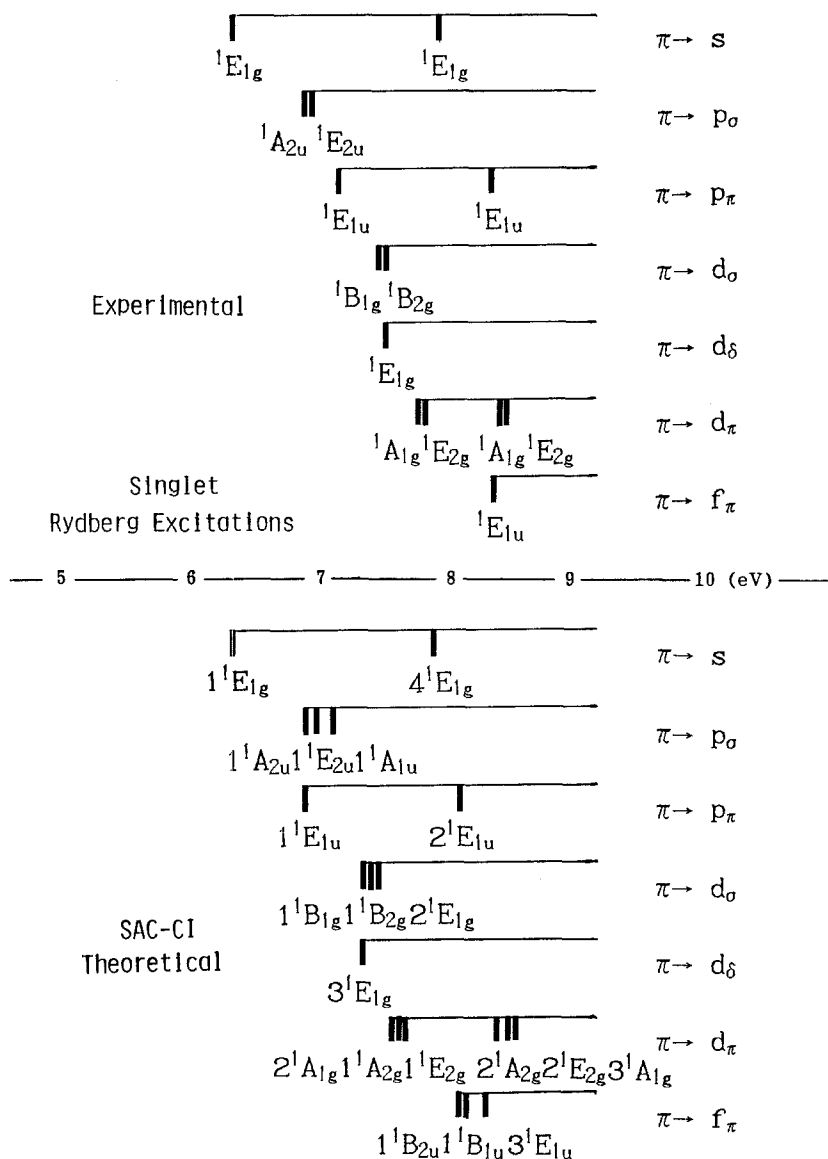 π→ s
¹E₁g ¹E₁g
π→ pσ
¹A₂u ¹E₂u
π→ pπ
¹E₁u ¹E₁u
π→ dσ
¹B₁g ¹B₂g
Experimental
π→ dδ
¹E₁g
π→ dπ
¹A₁g ¹E₂g ¹A₁g ¹E₂g
Singlet
Rydberg Excitations
π→ fπ
¹E₁u
5 6 7 8 9 10 (eV)
π→ s
1¹E₁g 4¹E₁g
π→ pσ
1¹A₂u 1¹E₂u 1¹A₁u
π→ pπ
1¹E₁u 2¹E₁u
π→ dσ
1¹B₁g 1¹B₂g 2¹E₁g
SAC-CI
Theoretical
π→ dδ
3¹E₁g
π→ dπ
2¹A₁g 1¹A₂g 1¹E₂g 2¹A₂g 2¹E₂g 3¹A₁g
π→ fπ
1¹B₂u 1¹B₁u 3¹E₁u